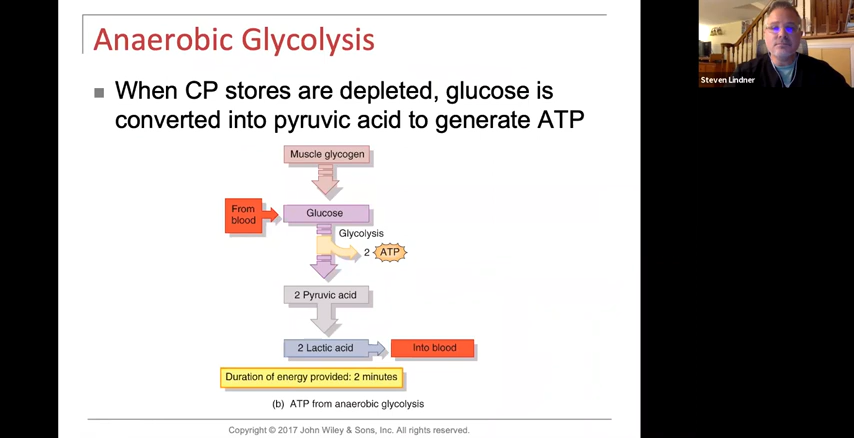 Anaerobic Glycolysis
Steven Lindner
When CP stores are depleted, glucose is
converted into pyruvic acid to generate ATP
Muscle glycogen
From
blood
Glucose
Glycolysis
2 ATP
2 Pyruvic acid
2 Lactic acid
Into blood
Duration of energy provided: 2 minutes
(b) ATP from anaerobic glycolysis
Copyright © 2017 John Wiley & Sons, Inc. All rights reserved.